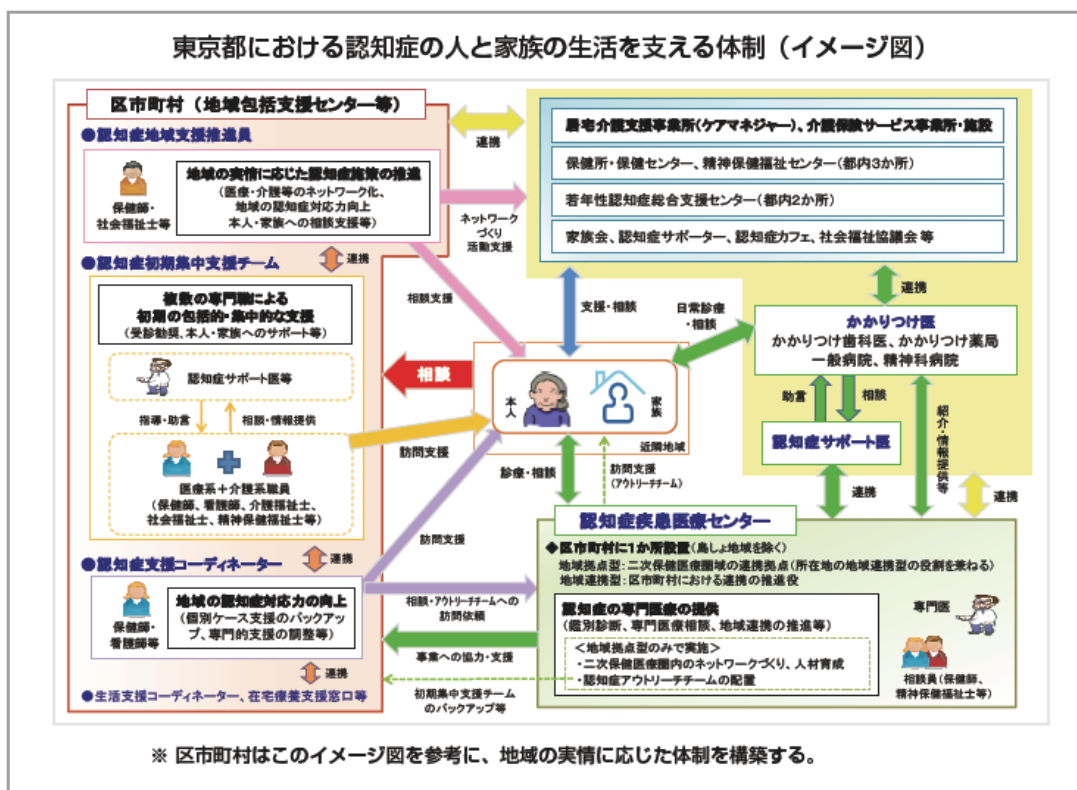 東京都における認知症の人と家族の生活を支える体制（イメージ図）
区市町村（地域包括支援センター等）
●認知症地域支援推進員
保健師・
社会福祉士等
地域の実情に応じた認知症施策の推進
（医療・介護等のネットワーク化、
地域の認知症対応力向上
本人・家族への相談支援等）
連携
●認知症初期集中支援チーム
複数の専門職による
初期の包括的・集中的な支援
（受診勧奨、本人・家族へのサポート等）
認知症サポート医等
指導・助言
相談・情報提供
医療系＋介護系職員
（保健師、看護師、介護福祉士、
社会福祉士、精神保健福祉士等）
連携
●認知症支援コーディネーター
保健師・
看護師等
地域の認知症対応力の向上
（個別ケース支援のバックアッ
プ、専門的支援の調整等）
連携
●生活支援コーディネーター、在宅療養支援窓口等
連携
ネットワーク
づくり
活動支援
相談支援
相談
訪問支援
訪問支援
相談・アウトリーチチームへの
訪問依頼
事業への協力・支援
初期集中支援チーム
のバックアップ等
居宅介護支援事業所（ケアマネジャー）、介護保険サービス事業所・施設
保健所・保健センター、精神保健福祉センター（都内3か所）
若年性認知症総合支援センター（都内2か所）
家族会、認知症サポーター、認知症カフェ、社会福祉協議会 等
支援・相談
日常診療
・相談
連携
本人
家族
近隣地域
診療・相談
訪問支援
（アウトリーチチーム）
かかりつけ医
かかりつけ歯科医、かかりつけ薬局
一般病院、精神科病院
助言
相談
認知症サポート医
連携
紹介・情報提供等
連携
認知症疾患医療センター
◆区市町村に1か所設置（島しょ地域を除く）
地域拠点型：二次保健医療圏域の連携拠点（所在地の地域連携型の役割を兼ねる）
地域連携型：区市町村における連携の推進役
認知症の専門医療の提供
（鑑別診断、専門医療相談、地域連携の推進等）
＜地域拠点型のみで実施＞
・二次保健医療圏内のネットワークづくり、人材育成
・認知症アウトリーチチームの配置
専門医
相談員（保健師、
精神保健福祉士等）
※ 区市町村はこのイメージ図を参考に、地域の実情に応じた体制を構築する。